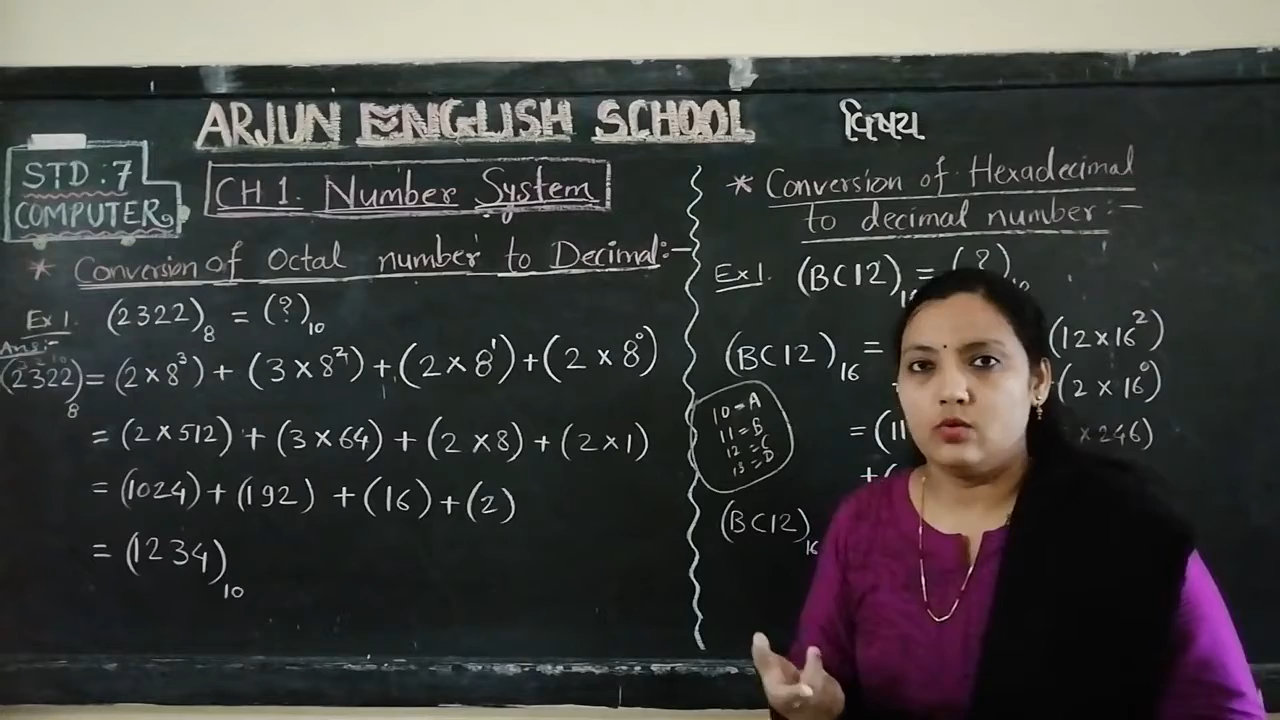 ARJUN ENGLISH SCHOOL
વિષય
STD : 7
COMPUTER
CH 1. Number System
* Conversion of Octal number to Decimal:-
Ex 1. (2322)₈ = (?)₁₀
Ans:-
(2322)₈ = (2 × 8³) + (3 × 8²) + (2 × 8¹) + (2 × 8⁰)
= (2 × 512) + (3 × 64) + (2 × 8) + (2 × 1)
= (1024) + (192) + (16) + (2)
= (1234)₁₀
* Conversion of Hexadecimal
to decimal number:-
Ex 1. (BC12)₁₆ = (?)₁₀
(BC12)₁₆ = (12 × 16²)
(2 × 16⁰)
10 = A
11 = B
12 = C
13 = D
= (11 × 246)
+(
(BC12)₁₆